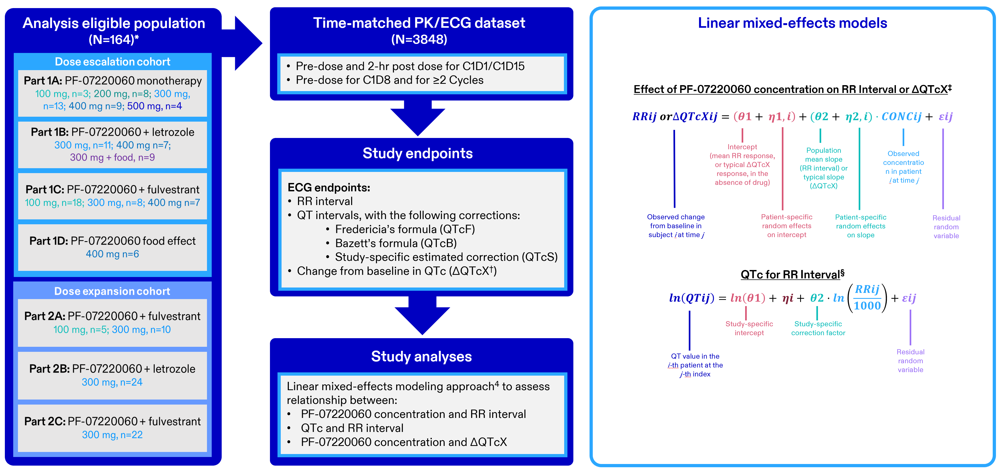 Analysis eligible population
(N=164)*
Dose escalation cohort
Part 1A: PF-07220060 monotherapy
100 mg, n=3; 200 mg, n=8; 300 mg,
n=13; 400 mg n=9; 500 mg, n=4
Part 1B: PF-07220060 + letrozole
300 mg, n=11; 400 mg n=7;
300 mg + food, n=9
Part 1C: PF-07220060 + fulvestrant
100 mg, n=18; 300 mg, n=8; 400 mg n=7
Part 1D: PF-07220060 food effect
400 mg n=6
Dose expansion cohort
Part 2A: PF-07220060 + fulvestrant
100 mg, n=5; 300 mg, n=10
Part 2B: PF-07220060 + letrozole
300 mg, n=24
Part 2C: PF-07220060 + fulvestrant
300 mg, n=22
Time-matched PK/ECG dataset
(N=3848)
• Pre-dose and 2-hr post dose for C1D1/C1D15
• Pre-dose for C1D8 and for ≥2 Cycles
Study endpoints
ECG endpoints:
• RR interval
• QT intervals, with the following corrections:
• Fredericia's formula (QTcF)
• Bazett's formula (QTcB)
• Study-specific estimated correction (QTcS)
• Change from baseline in QTc (ΔQTcX†)
Study analyses
Linear mixed-effects modeling approach⁴ to assess
relationship between:
• PF-07220060 concentration and RR interval
• QTc and RR interval
• PF-07220060 concentration and ΔQTcX
Linear mixed-effects models
Effect of PF-07220060 concentration on RR Interval or ΔQTcX‡
RRij orΔQTcXij = (θ1 + η1, i) + (θ2 + η2, i) · CONCij + εij
Intercept
(mean RR response,
or typical ΔQTcX
response, in the
absence of drug)
Population
mean slope
(RR interval) or
typical slope
(ΔQTcX)
Observed
concentratio
n in patient
i at time j
Observed change
from baseline in
subject i at time j
Patient-specific
random effects
on intercept
Patient-specific
random effects
on slope
Residual
random
variable
QTc for RR Interval§
ln(QTij) = ln(θ1) + ηi + θ2 · ln(RRij/1000) + εij
Study-specific
intercept
Study-specific
correction factor
QT value in the
i-th patient at the
j-th index
Residual
random
variable